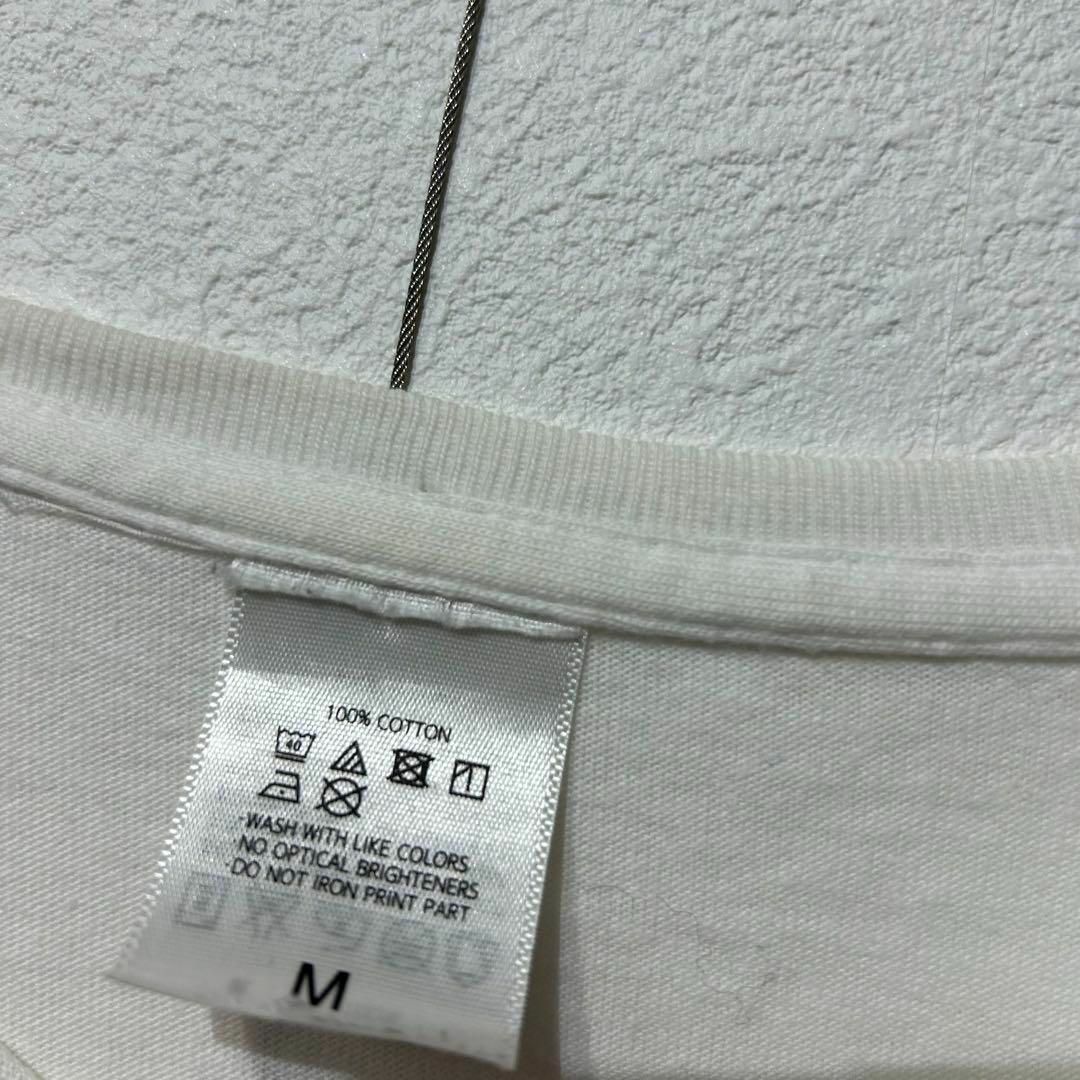 100% COTTON
40
-WASH WITH LIKE COLORS
NO OPTICAL BRIGHTENERS
-DO NOT IRON PRINT PART
M